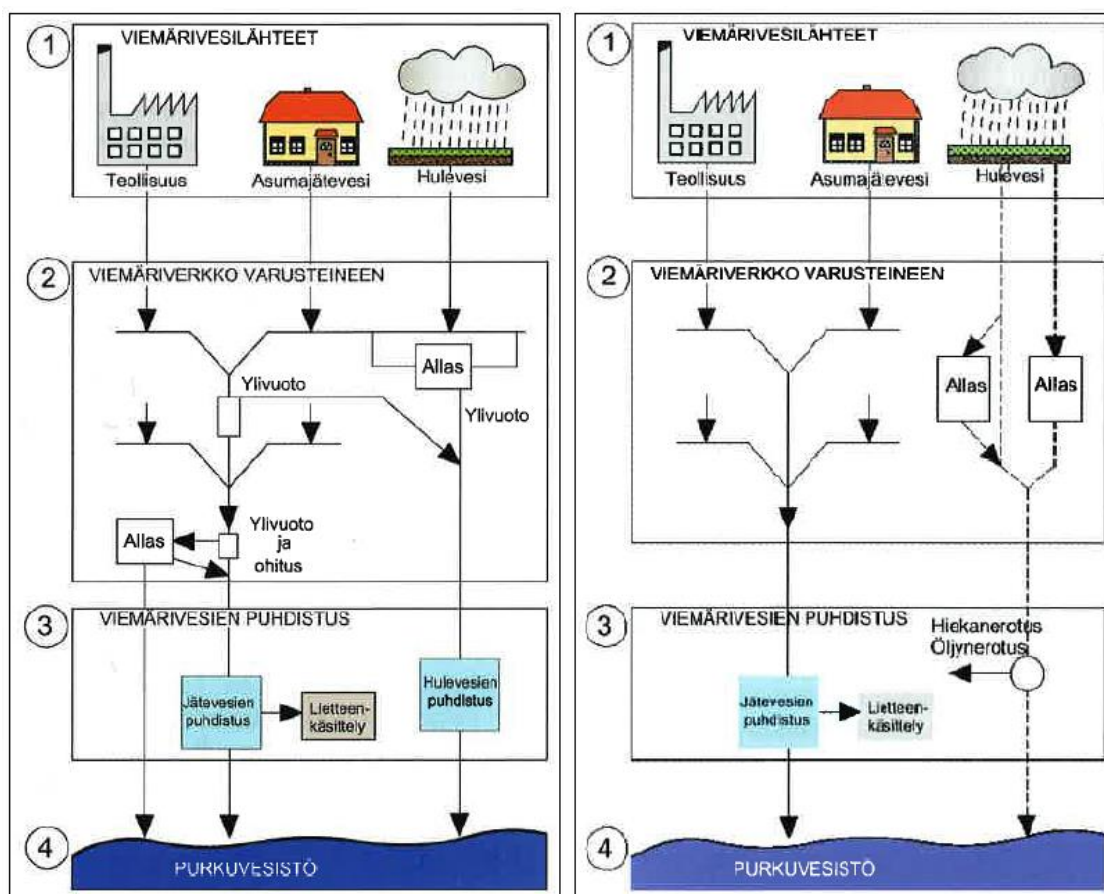 1
VIEMÄRIVESILÄHTEET
Teollisuus
Asumajätevesi
Hulevesi
2
VIEMÄRIVERKKO VARUSTEINEEN
Allas
Ylivuoto
Ylivuoto
Allas
Ylivuoto
ja
ohitus
3
VIEMÄRIVESIEN PUHDISTUS
Jätevesien
puhdistus
Lietteen-
käsittely
Hulevesien
puhdistus
4
PURKUVESISTÖ
1
VIEMÄRIVESILÄHTEET
Teollisuus
Asumajätevesi
Hulevesi
2
VIEMÄRIVERKKO VARUSTEINEEN
Allas
Allas
3
VIEMÄRIVESIEN PUHDISTUS
Hiekanerotus
Öljynerotus
Jätevesien
puhdistus
Lietteen-
käsittely
4
PURKUVESISTÖ